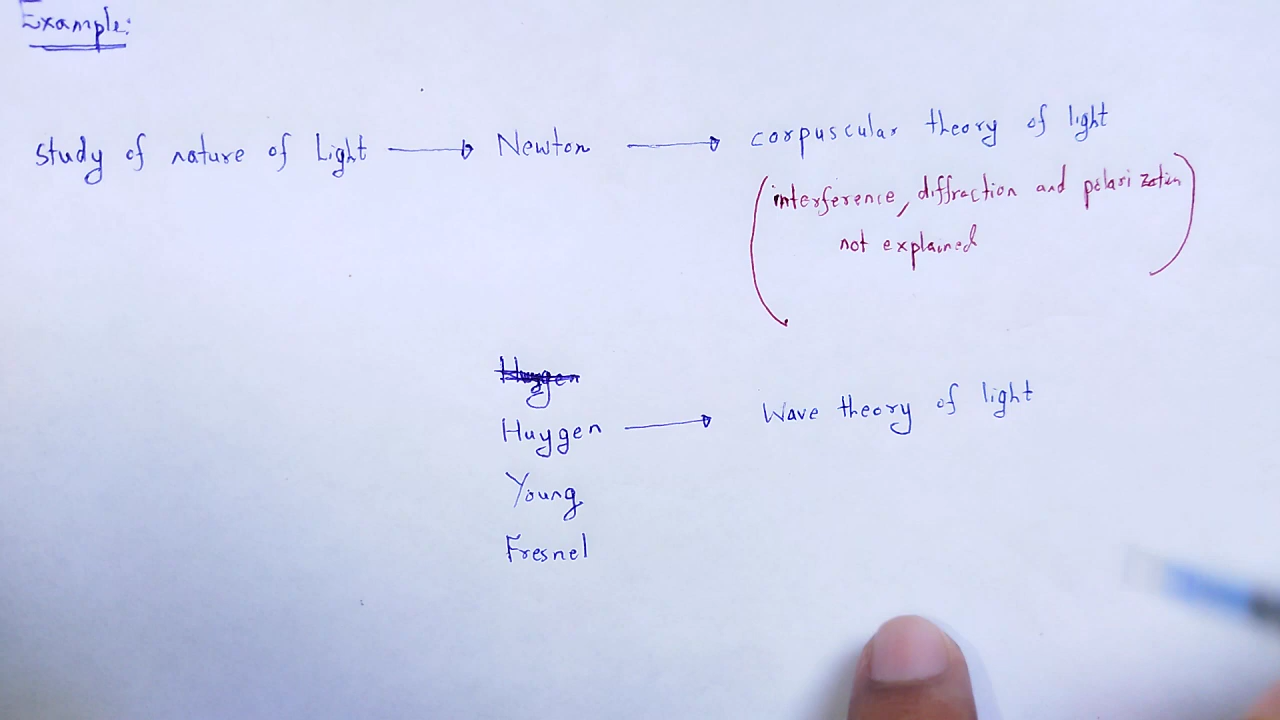 Example:
Study of nature of Light → Newton → corpuscular theory of light
(interference, diffraction and polarization
not explained)
Huygen
Huygen → Wave theory of light
Young
Fresnel